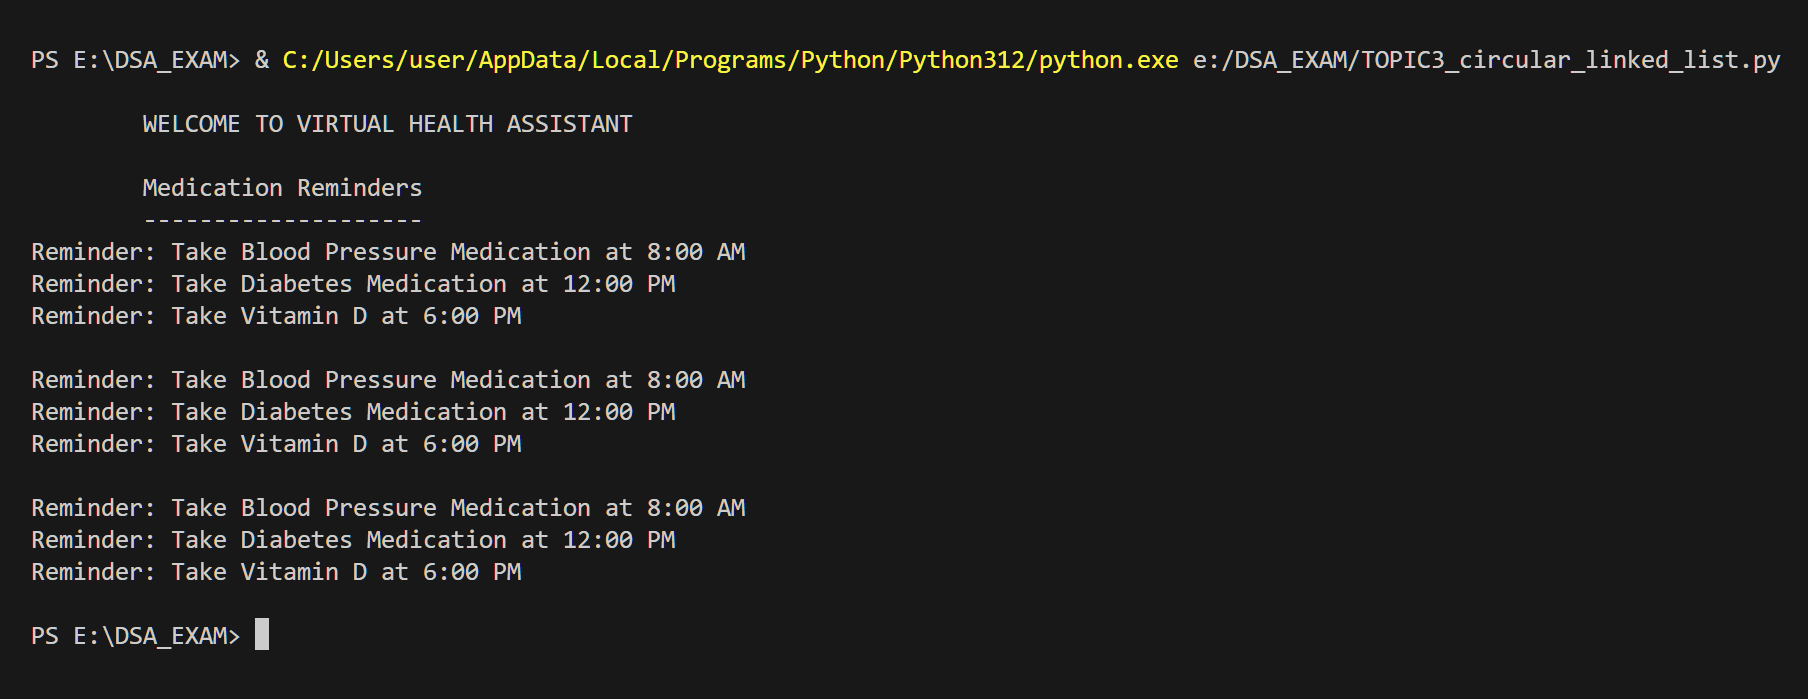 PS E:\DSA_EXAM> & C:/Users/user/AppData/Local/Programs/Python/Python312/python.exe e:/DSA_EXAM/TOPIC3_circular_linked_list.py
WELCOME TO VIRTUAL HEALTH ASSISTANT
Medication Reminders
--------------------
Reminder: Take Blood Pressure Medication at 8:00 AM
Reminder: Take Diabetes Medication at 12:00 PM
Reminder: Take Vitamin D at 6:00 PM
Reminder: Take Blood Pressure Medication at 8:00 AM
Reminder: Take Diabetes Medication at 12:00 PM
Reminder: Take Vitamin D at 6:00 PM
Reminder: Take Blood Pressure Medication at 8:00 AM
Reminder: Take Diabetes Medication at 12:00 PM
Reminder: Take Vitamin D at 6:00 PM
PS E:\DSA_EXAM>